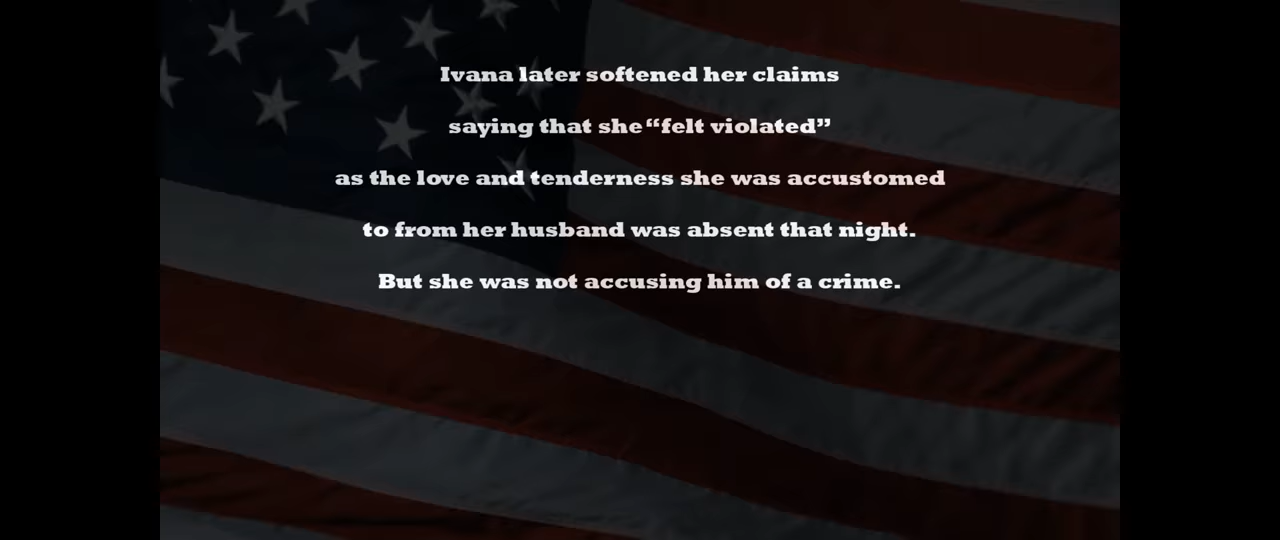 Ivana later softened her claims
saying that she “felt violated”
as the love and tenderness she was accustomed
to from her husband was absent that night.
But she was not accusing him of a crime.